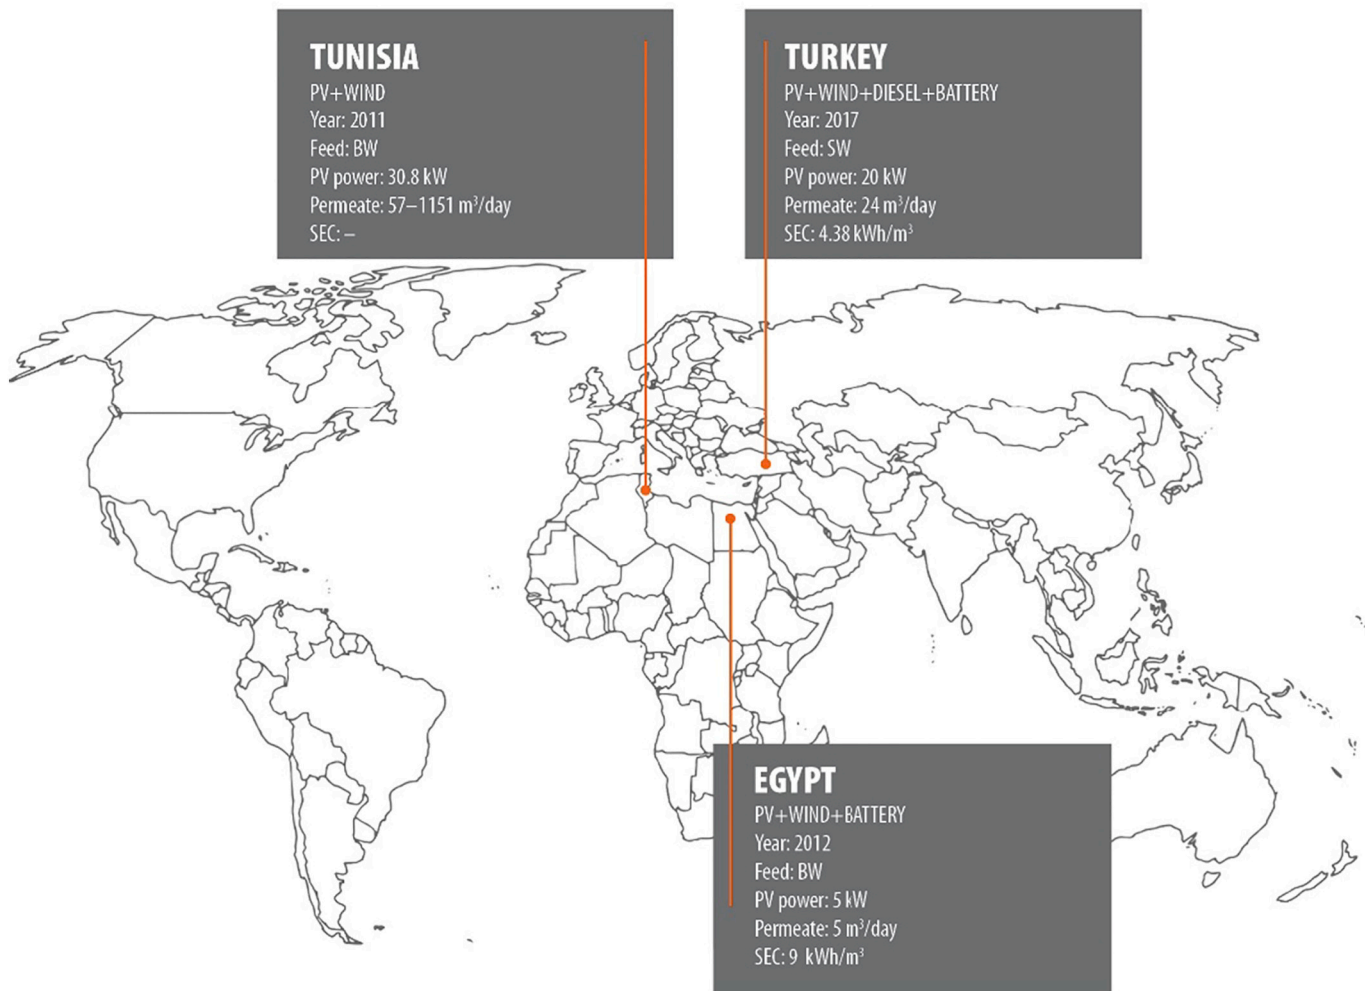 TUNISIA
PV+WIND
Year: 2011
Feed: BW
PV power: 30.8 kW
Permeate: 57–1151 m³/day
SEC: –
TURKEY
PV+WIND+DIESEL+BATTERY
Year: 2017
Feed: SW
PV power: 20 kW
Permeate: 24 m³/day
SEC: 4.38 kWh/m³
EGYPT
PV+WIND+BATTERY
Year: 2012
Feed: BW
PV power: 5 kW
Permeate: 5 m³/day
SEC: 9 kWh/m³